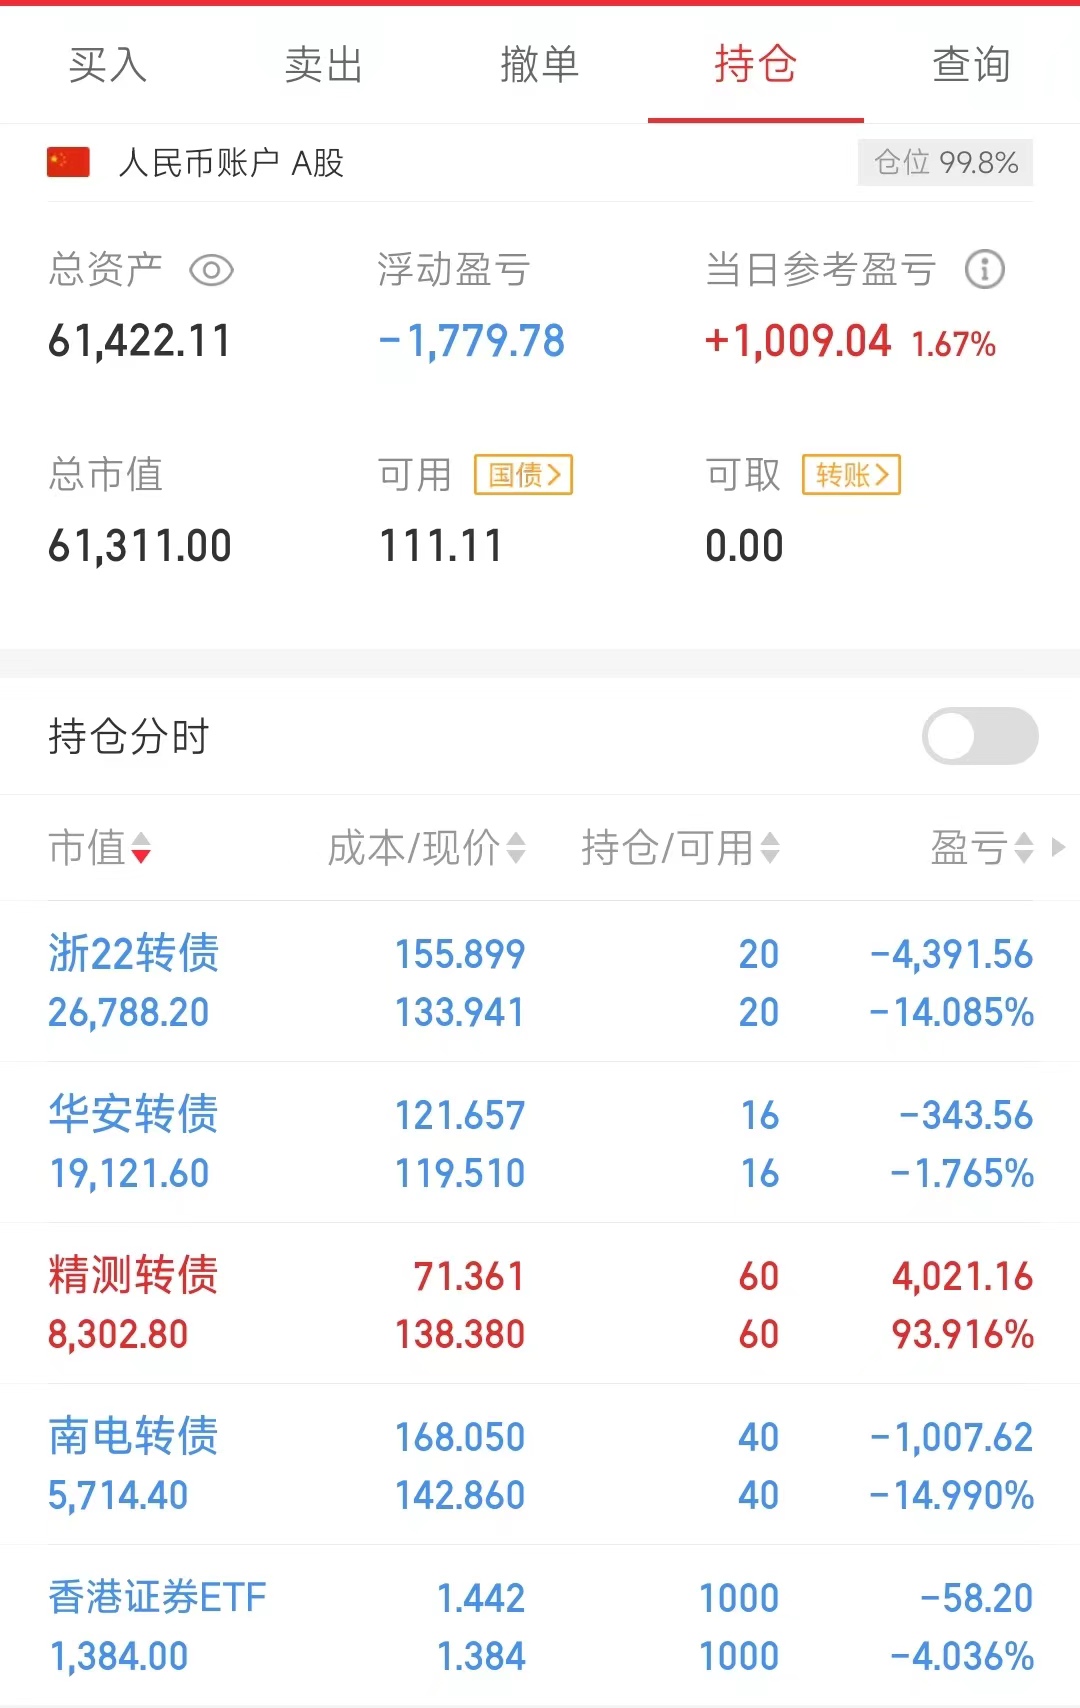 买入 卖出 撤单 持仓 查询
人民币账户 A股 仓位 99.8%
总资产 浮动盈亏 当日参考盈亏
61,422.11 -1,779.78 +1,009.04 1.67%
总市值 可用 国债> 可取 转账>
61,311.00 111.11 0.00
持仓分时
市值 成本/现价 持仓/可用 盈亏
浙22转债 155.899 20 -4,391.56
26,788.20 133.941 20 -14.085%
华安转债 121.657 16 -343.56
19,121.60 119.510 16 -1.765%
精测转债 71.361 60 4,021.16
8,302.80 138.380 60 93.916%
南电转债 168.050 40 -1,007.62
5,714.40 142.860 40 -14.990%
香港证券ETF 1.442 1000 -58.20
1,384.00 1.384 1000 -4.036%